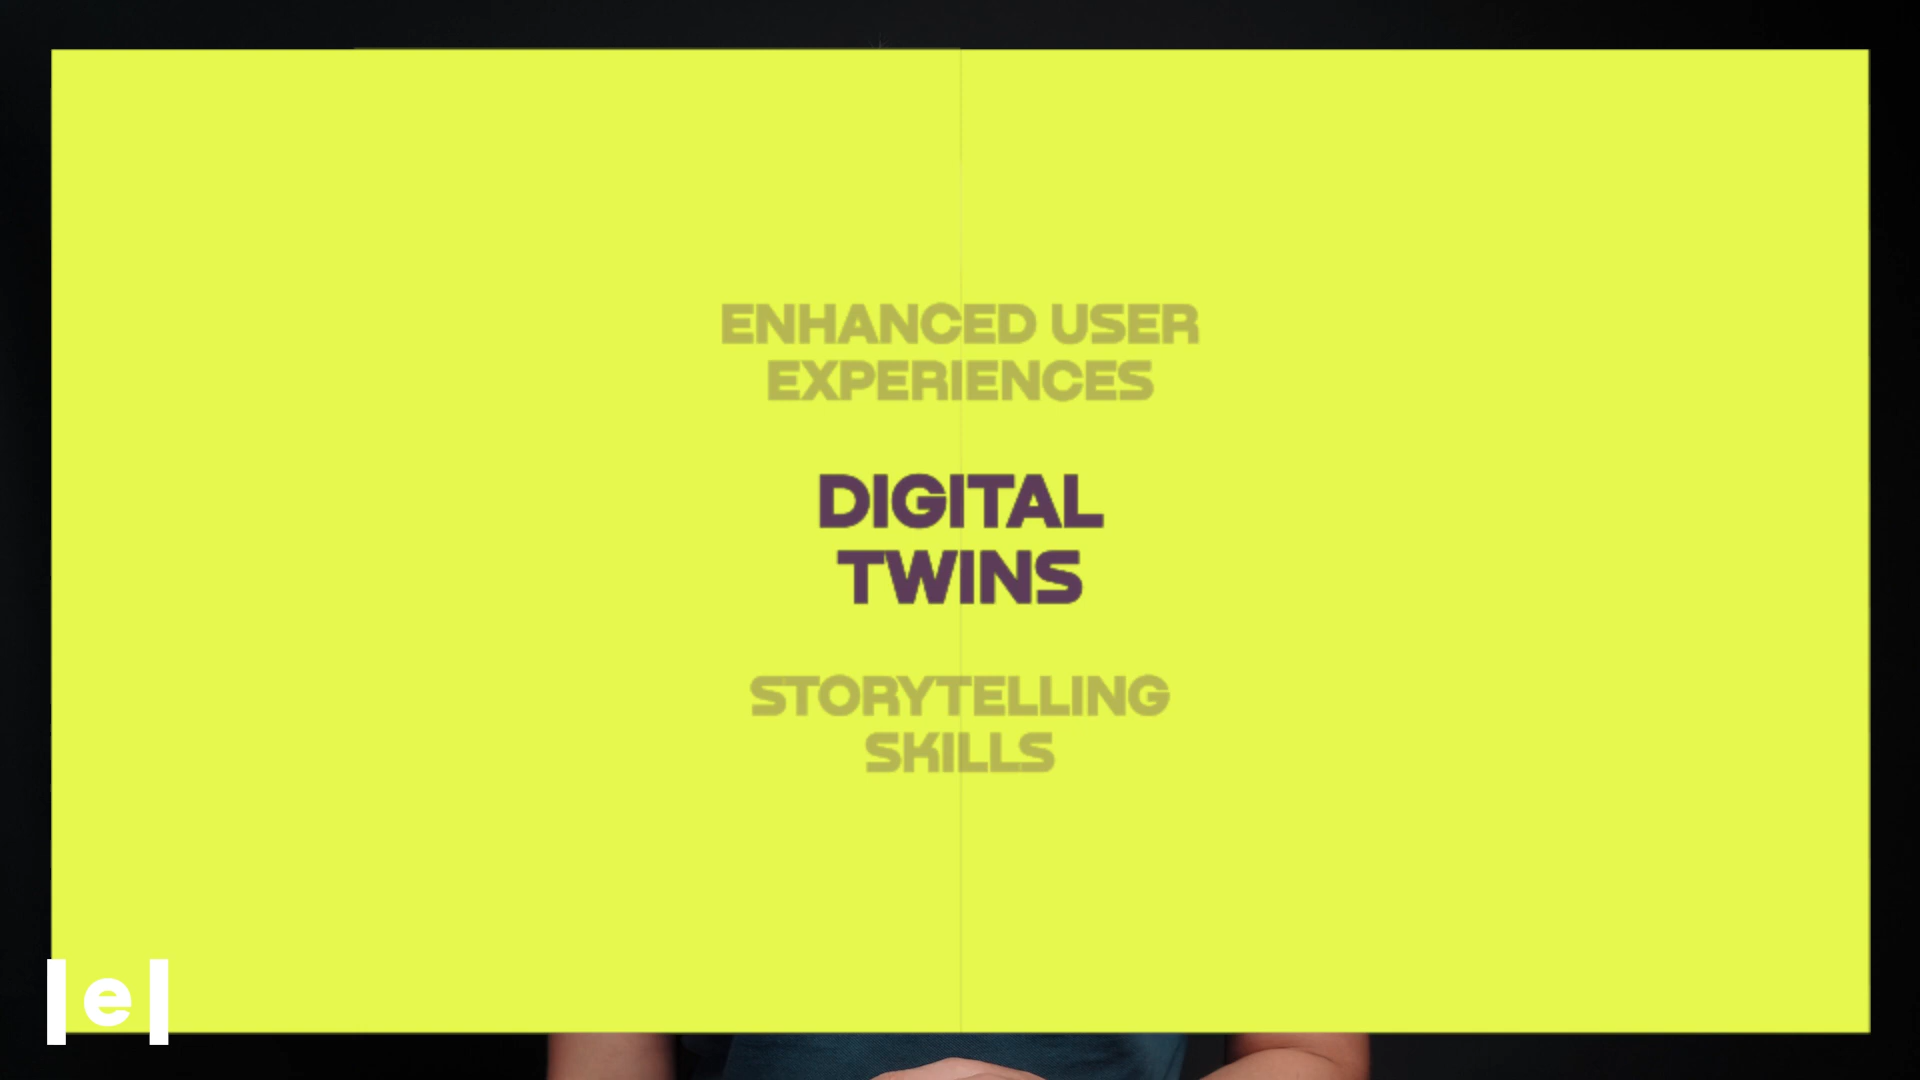 ENHANCED USER
EXPERIENCES
DIGITAL
TWINS
STORYTELLING
SKILLS
|e|